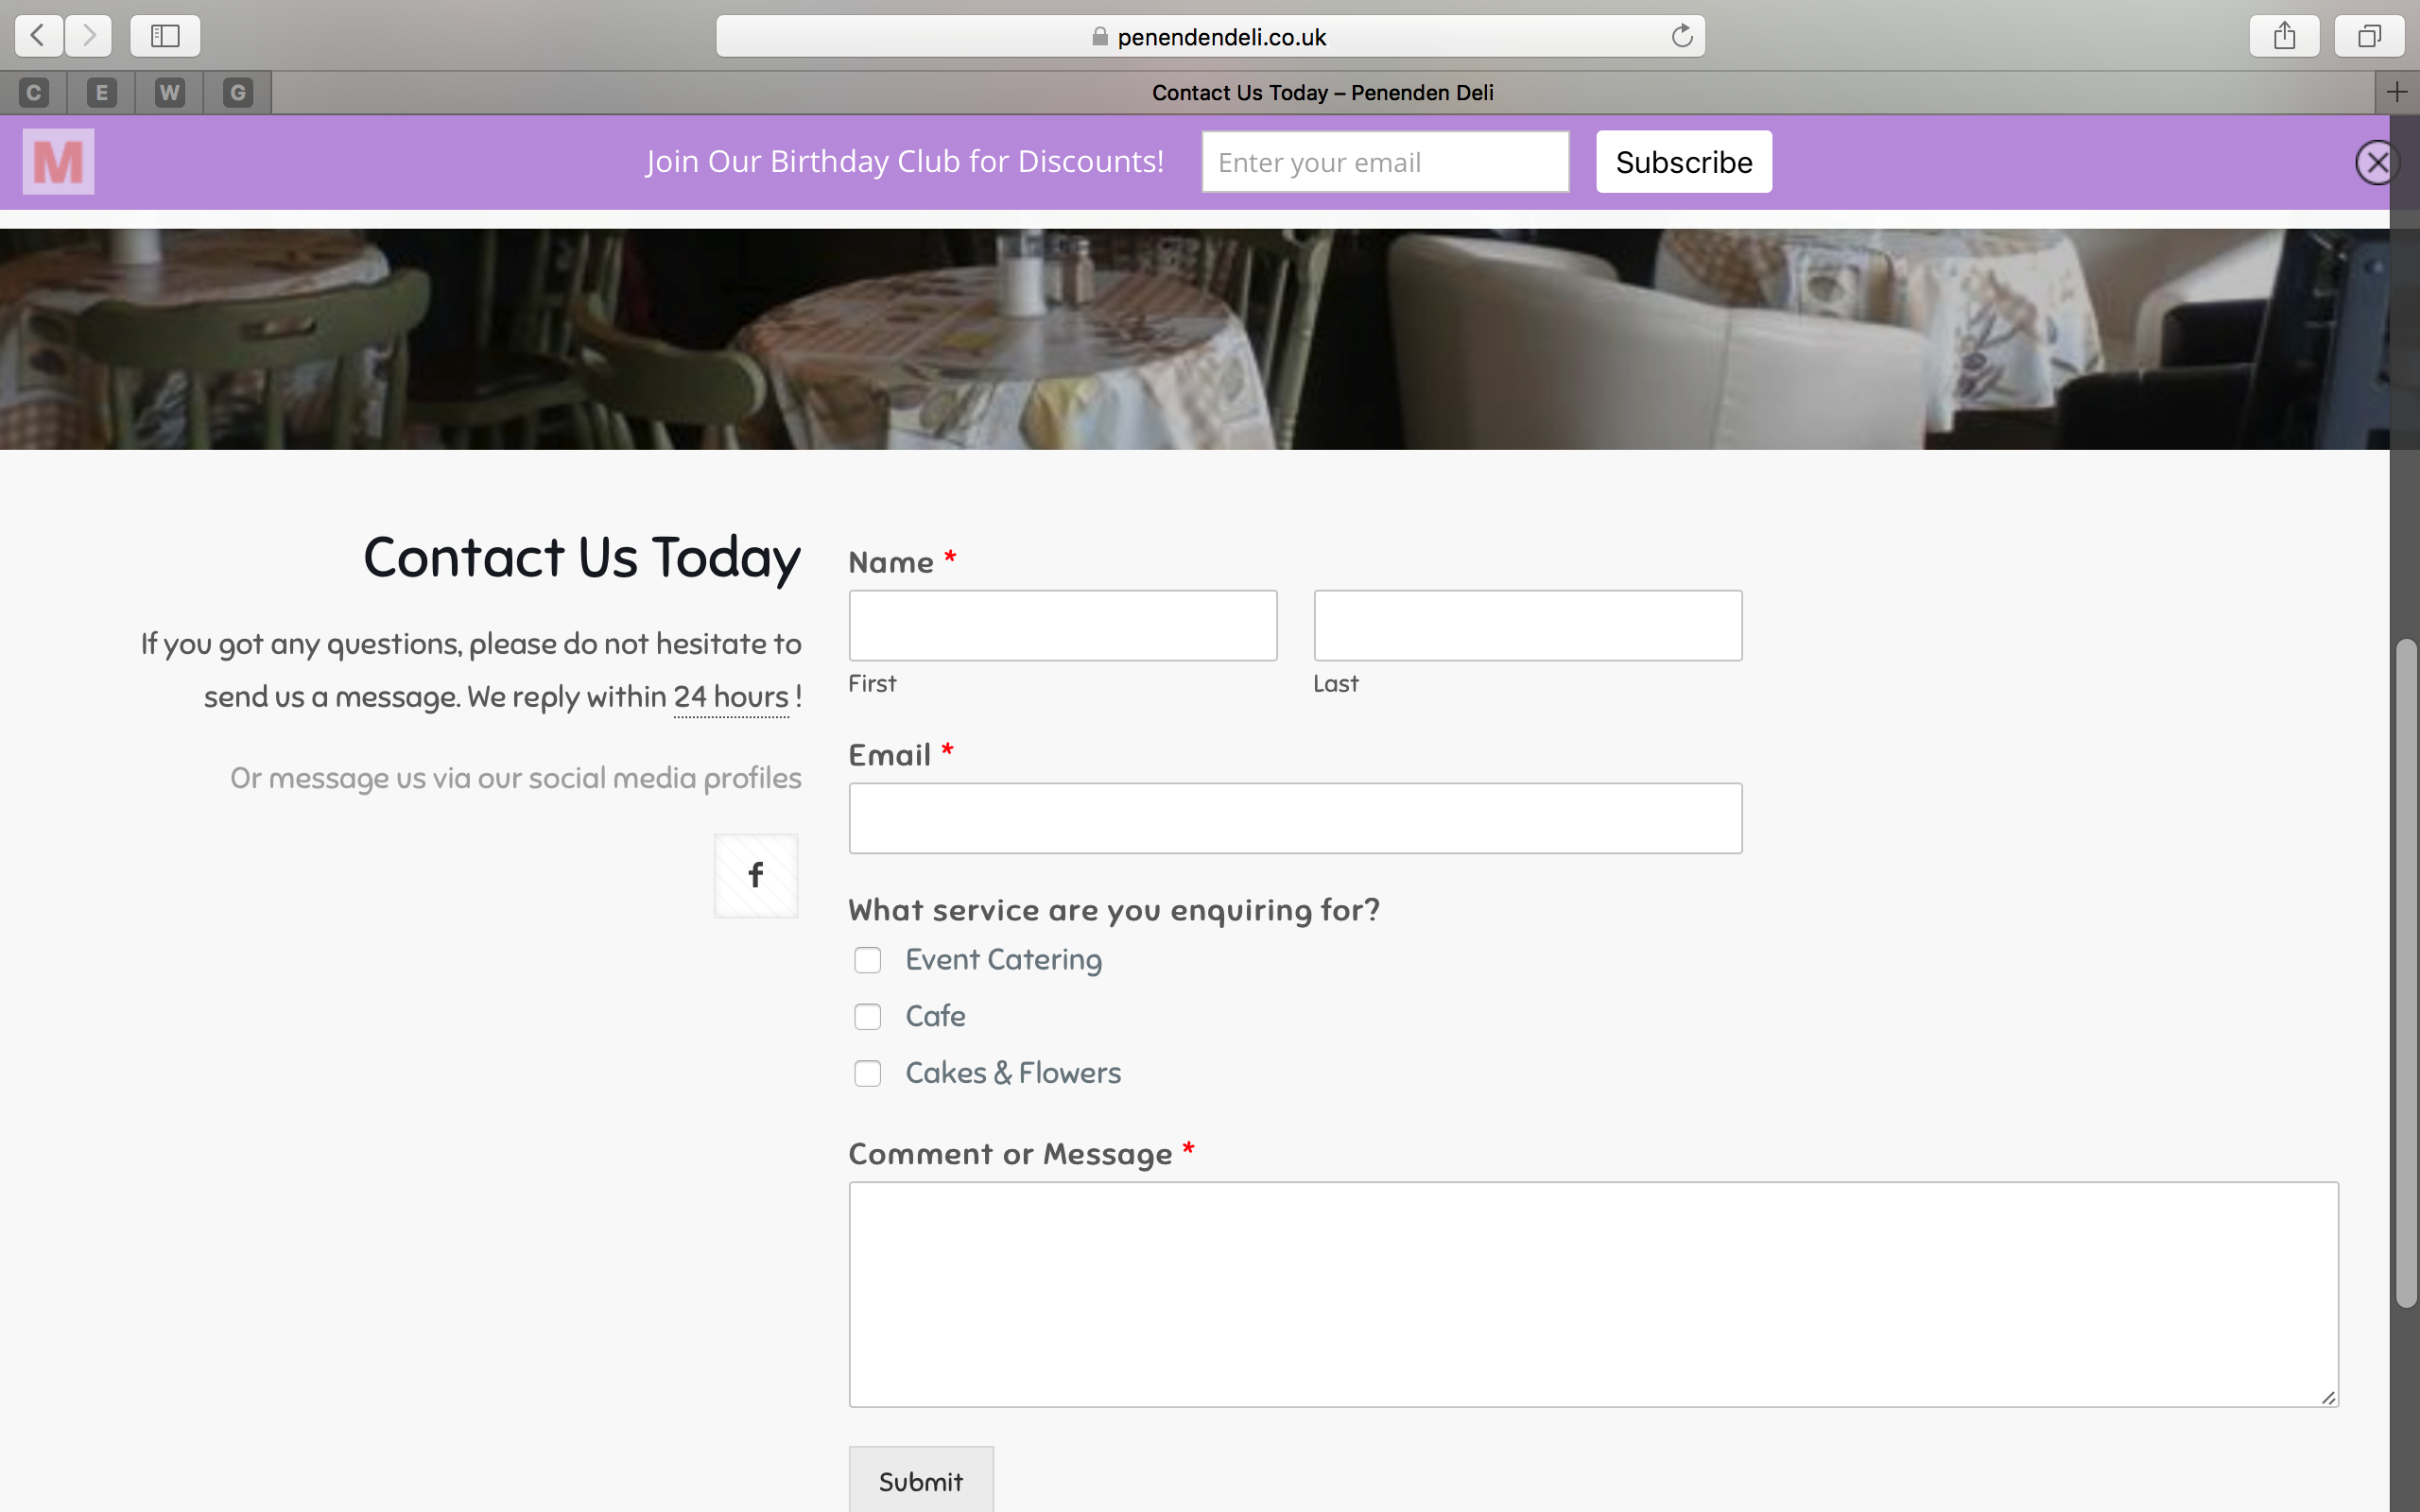 penendendeli.co.uk
C E W G Contact Us Today – Penenden Deli
M Join Our Birthday Club for Discounts! Enter your email Subscribe
Contact Us Today
If you got any questions, please do not hesitate to
send us a message. We reply within 24 hours !
Or message us via our social media profiles
f
Name *
First Last
Email *
What service are you enquiring for?
Event Catering
Cafe
Cakes & Flowers
Comment or Message *
Submit